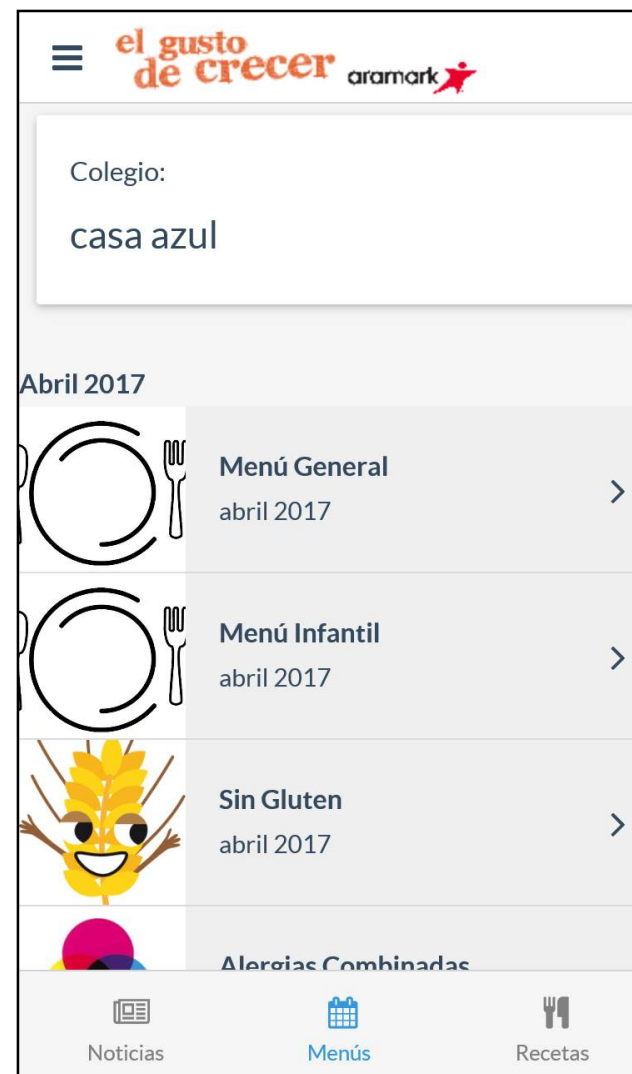 el gusto
de crecer aramark
Colegio:
casa azul
Abril 2017
Menú General
abril 2017
Menú Infantil
abril 2017
Sin Gluten
abril 2017
Alergias Combinadas
Noticias Menús Recetas